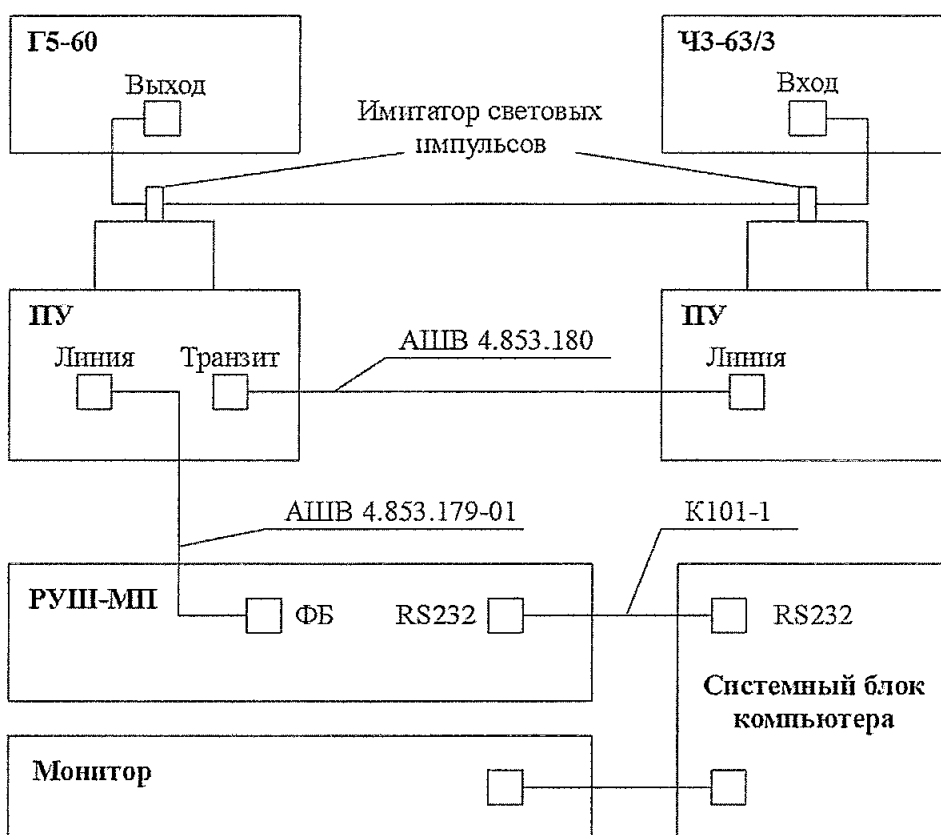 Г5-60
Ч3-63/3
Выход
Вход
Имитатор световых
импульсов
ПУ
ПУ
Линия
Транзит
Линия
АШВ 4.853.180
АШВ 4.853.179-01
К101-1
РУШ-МП
ФБ
RS232
RS232
Системный блок
компьютера
Монитор